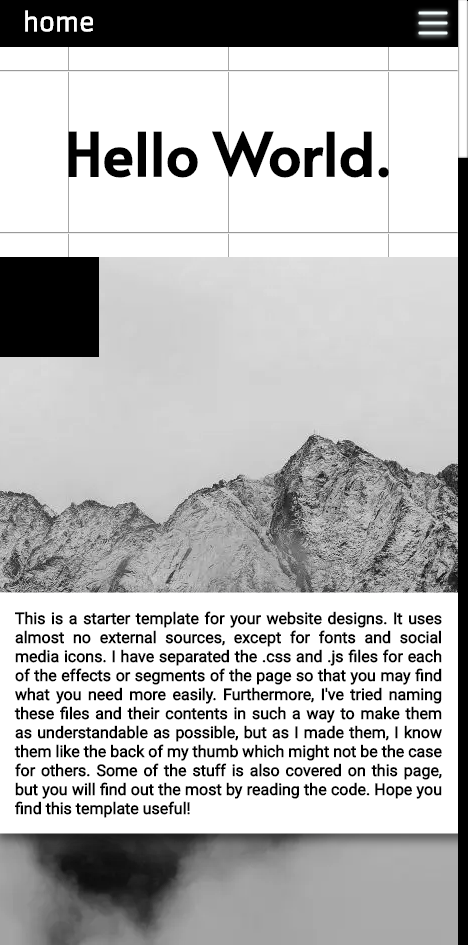 home
Hello World.
This is a starter template for your website designs. It uses
almost no external sources, except for fonts and social
media icons. I have separated the .css and .js files for each
of the effects or segments of the page so that you may find
what you need more easily. Furthermore, I've tried naming
these files and their contents in such a way to make them
as understandable as possible, but as I made them, I know
them like the back of my thumb which might not be the case
for others. Some of the stuff is also covered on this page,
but you will find out the most by reading the code. Hope you
find this template useful!